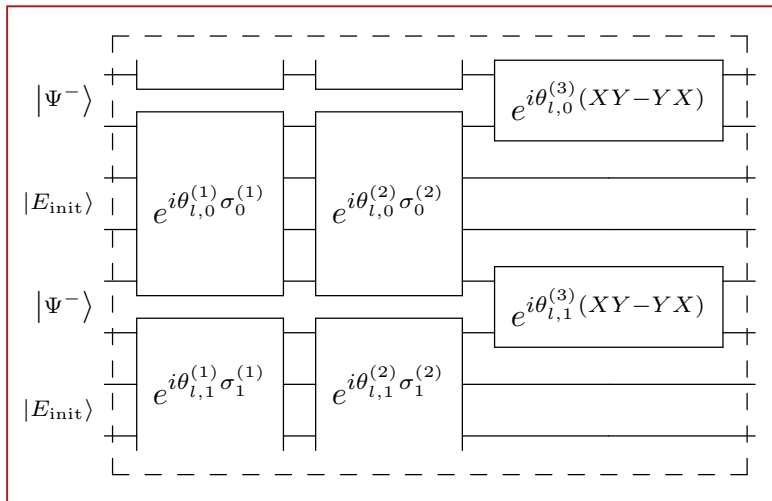 |Ψ⁻⟩
e^{iθ_{l,0}^{(3)}(XY−YX)}
|E_init⟩
e^{iθ_{l,0}^{(1)}σ_0^{(1)}} e^{iθ_{l,0}^{(2)}σ_0^{(2)}}
|Ψ⁻⟩
e^{iθ_{l,1}^{(3)}(XY−YX)}
|E_init⟩
e^{iθ_{l,1}^{(1)}σ_1^{(1)}} e^{iθ_{l,1}^{(2)}σ_1^{(2)}}